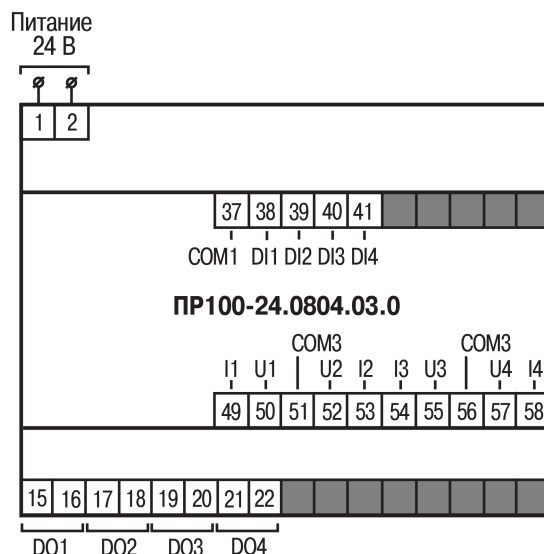 Питание
24 В
1 2
37 38 39 40 41
COM1 DI1 DI2 DI3 DI4
ПР100-24.0804.03.0
COM3 COM3
I1 U1 U2 I2 I3 U3 U4 I4
49 50 51 52 53 54 55 56 57 58
15 16 17 18 19 20 21 22
DO1 DO2 DO3 DO4